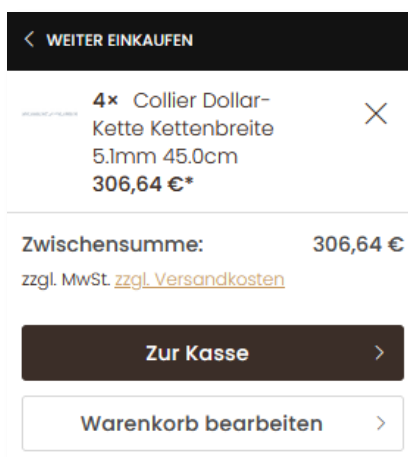 WEITER EINKAUFEN
4× Collier Dollar-
Kette Kettenbreite
5.1mm 45.0cm
306,64 €*
Zwischensumme: 306,64 €
zzgl. MwSt. zzgl. Versandkosten
Zur Kasse
Warenkorb bearbeiten